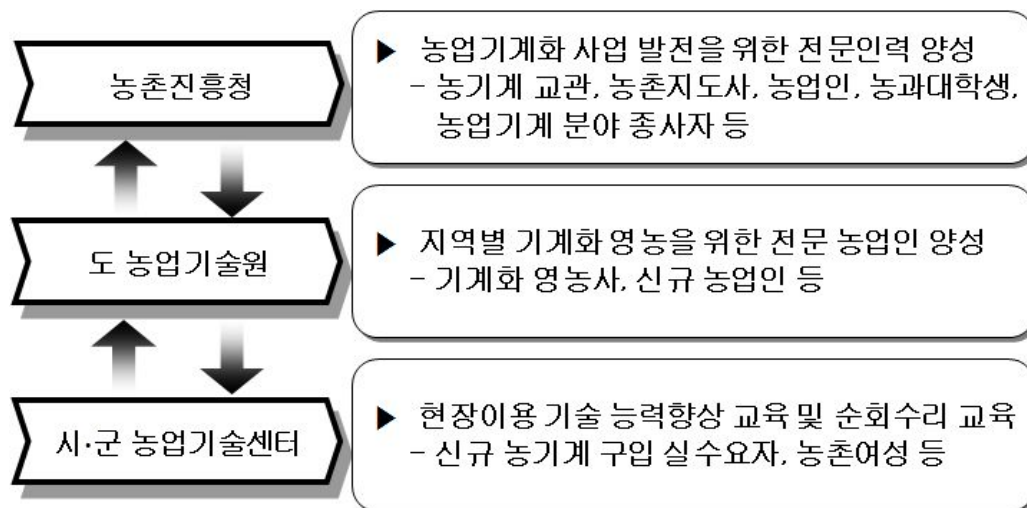 농촌진흥청
▶ 농업기계화 사업 발전을 위한 전문인력 양성
- 농기계 교관, 농촌지도사, 농업인, 농과대학생,
농업기계 분야 종사자 등
도 농업기술원
▶ 지역별 기계화 영농을 위한 전문 농업인 양성
- 기계화 영농사, 신규 농업인 등
시·군 농업기술센터
▶ 현장이용 기술 능력향상 교육 및 순회수리 교육
- 신규 농기계 구입 실수요자, 농촌여성 등